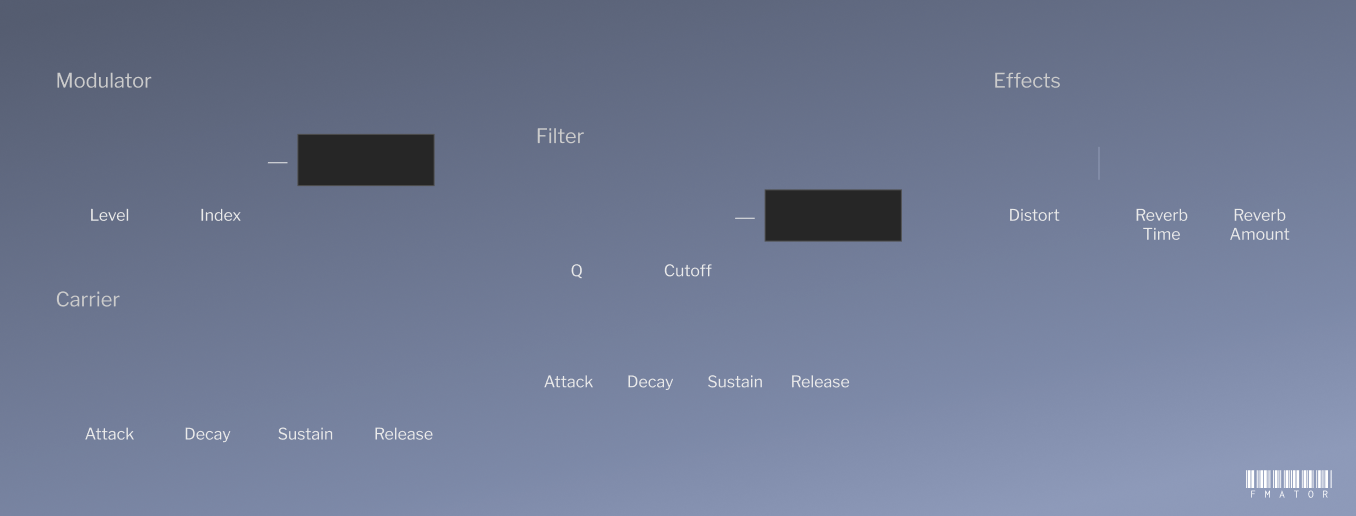 Modulator
Level Index
Carrier
Attack Decay Sustain Release
Filter
Q Cutoff
Attack Decay Sustain Release
Effects
Distort
Reverb
Time
Reverb
Amount
FMATOR